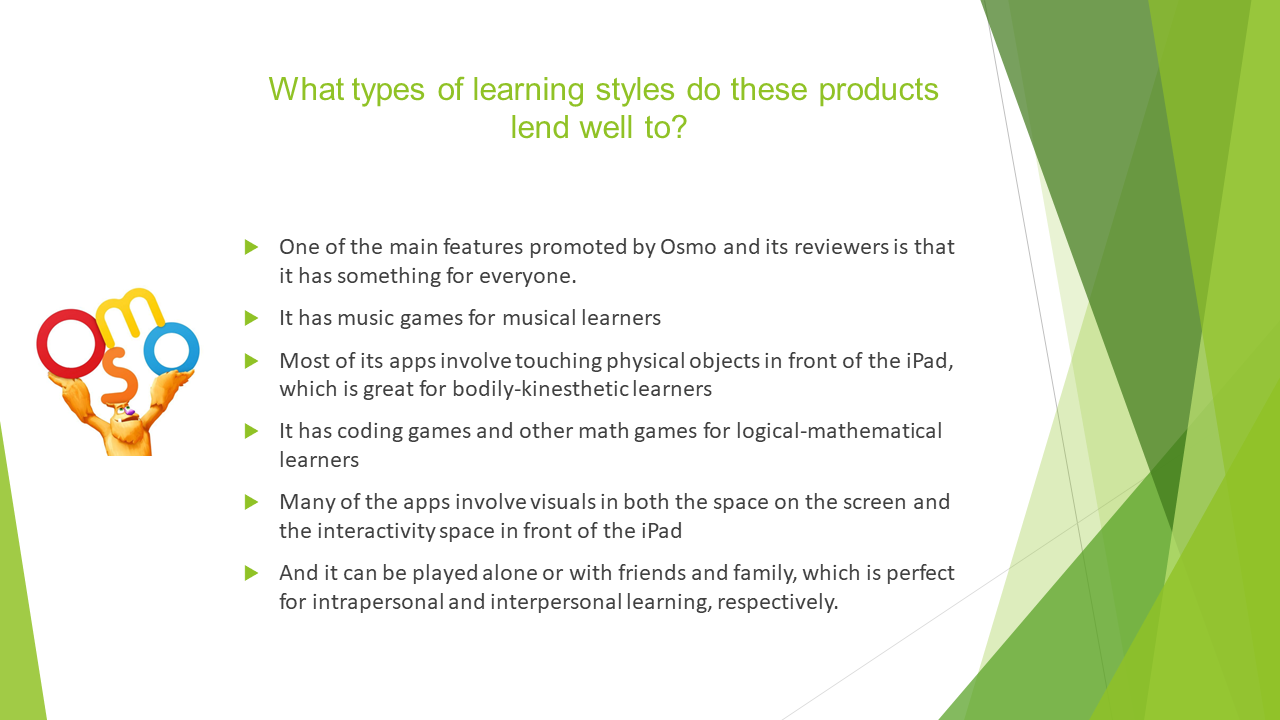 What types of learning styles do these products
lend well to?
One of the main features promoted by Osmo and its reviewers is that
it has something for everyone.
It has music games for musical learners
Most of its apps involve touching physical objects in front of the iPad,
which is great for bodily-kinesthetic learners
It has coding games and other math games for logical-mathematical
learners
Many of the apps involve visuals in both the space on the screen and
the interactivity space in front of the iPad
And it can be played alone or with friends and family, which is perfect
for intrapersonal and interpersonal learning, respectively.
Osmo